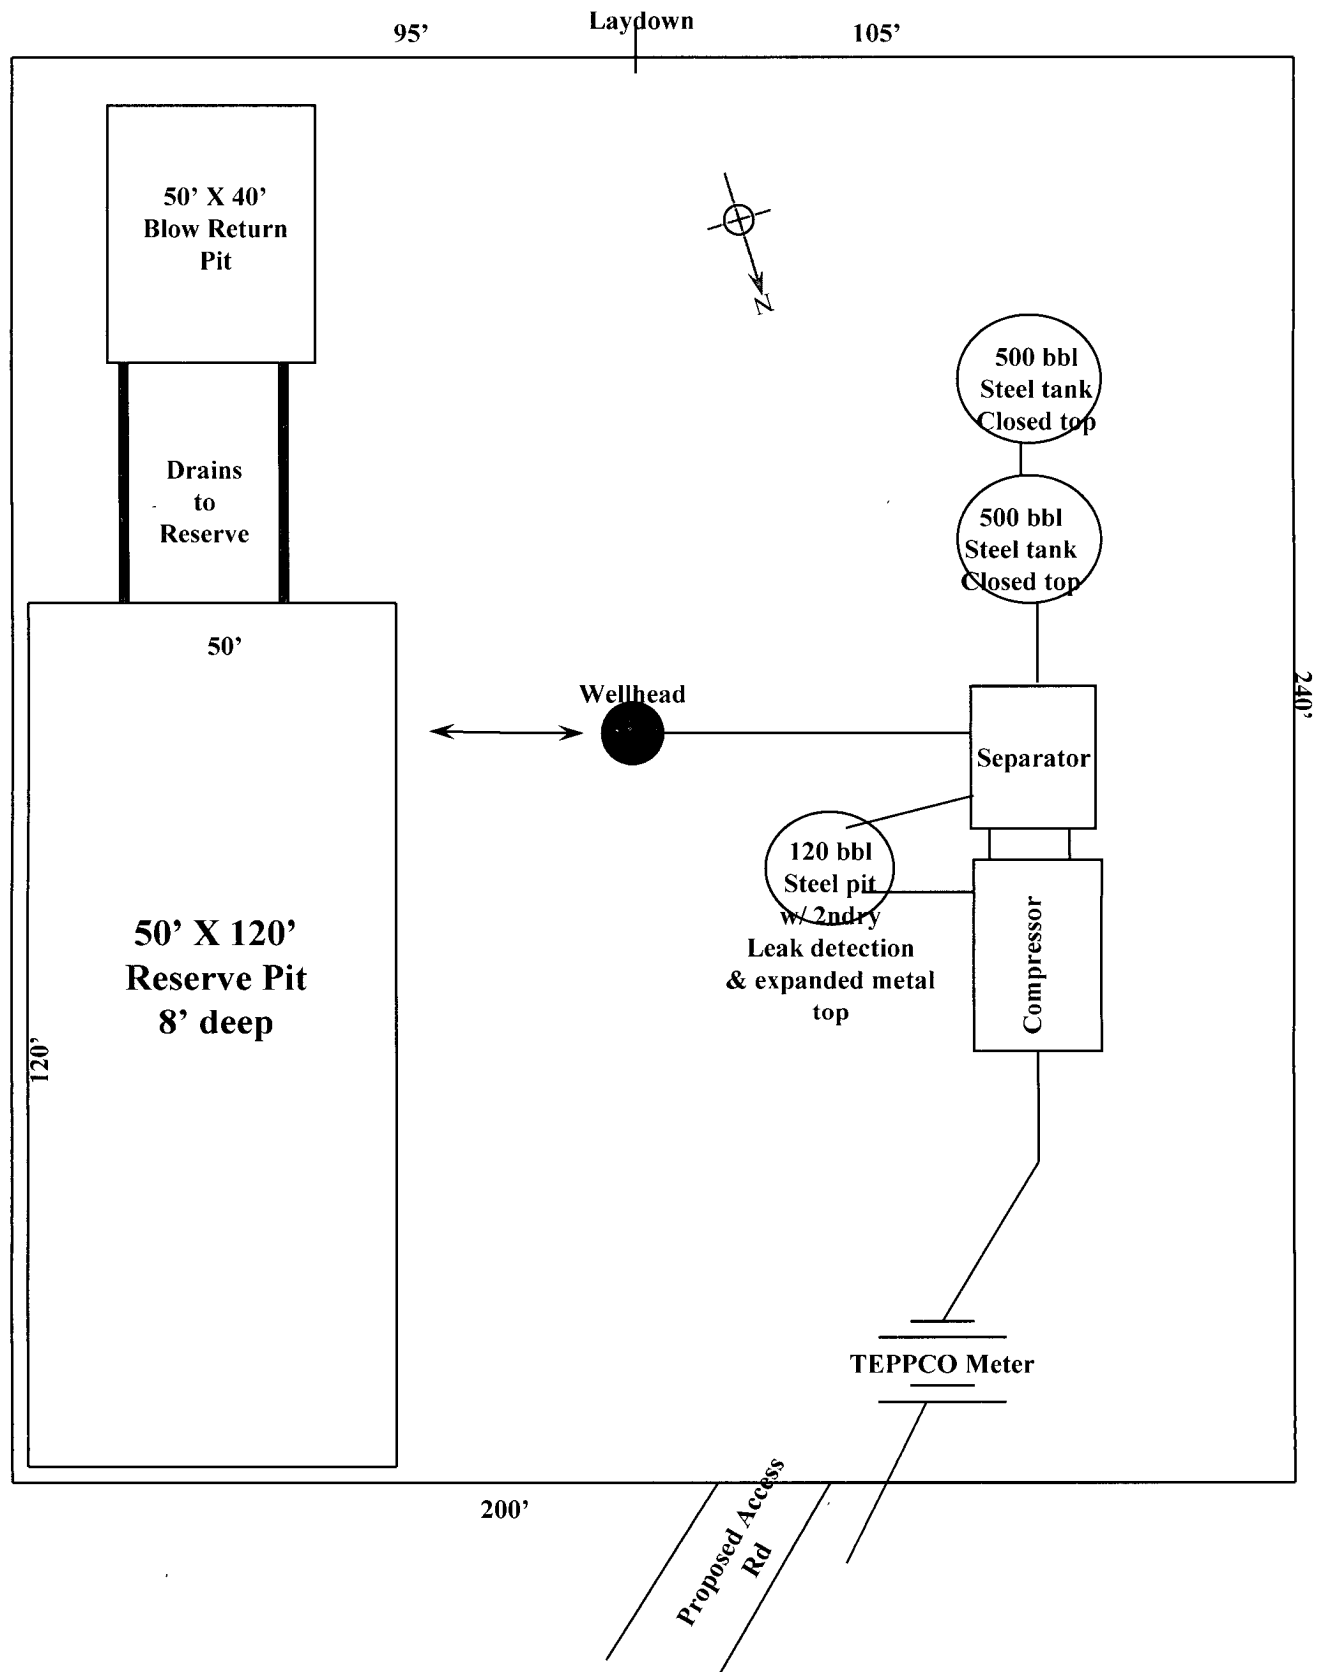 Laydown
95’
105’
50’ X 40’
Blow Return
Pit
N
500 bbl
Steel tank
Closed top
Drains
to
Reserve
500 bbl
Steel tank
Closed top
50’
Wellhead
240’
Separator
120 bbl
Steel pit
w/ 2ndry
Leak detection
& expanded metal
top
Compressor
50’ X 120’
Reserve Pit
8’ deep
120’
TEPPCO Meter
200’
Proposed Access
Rd